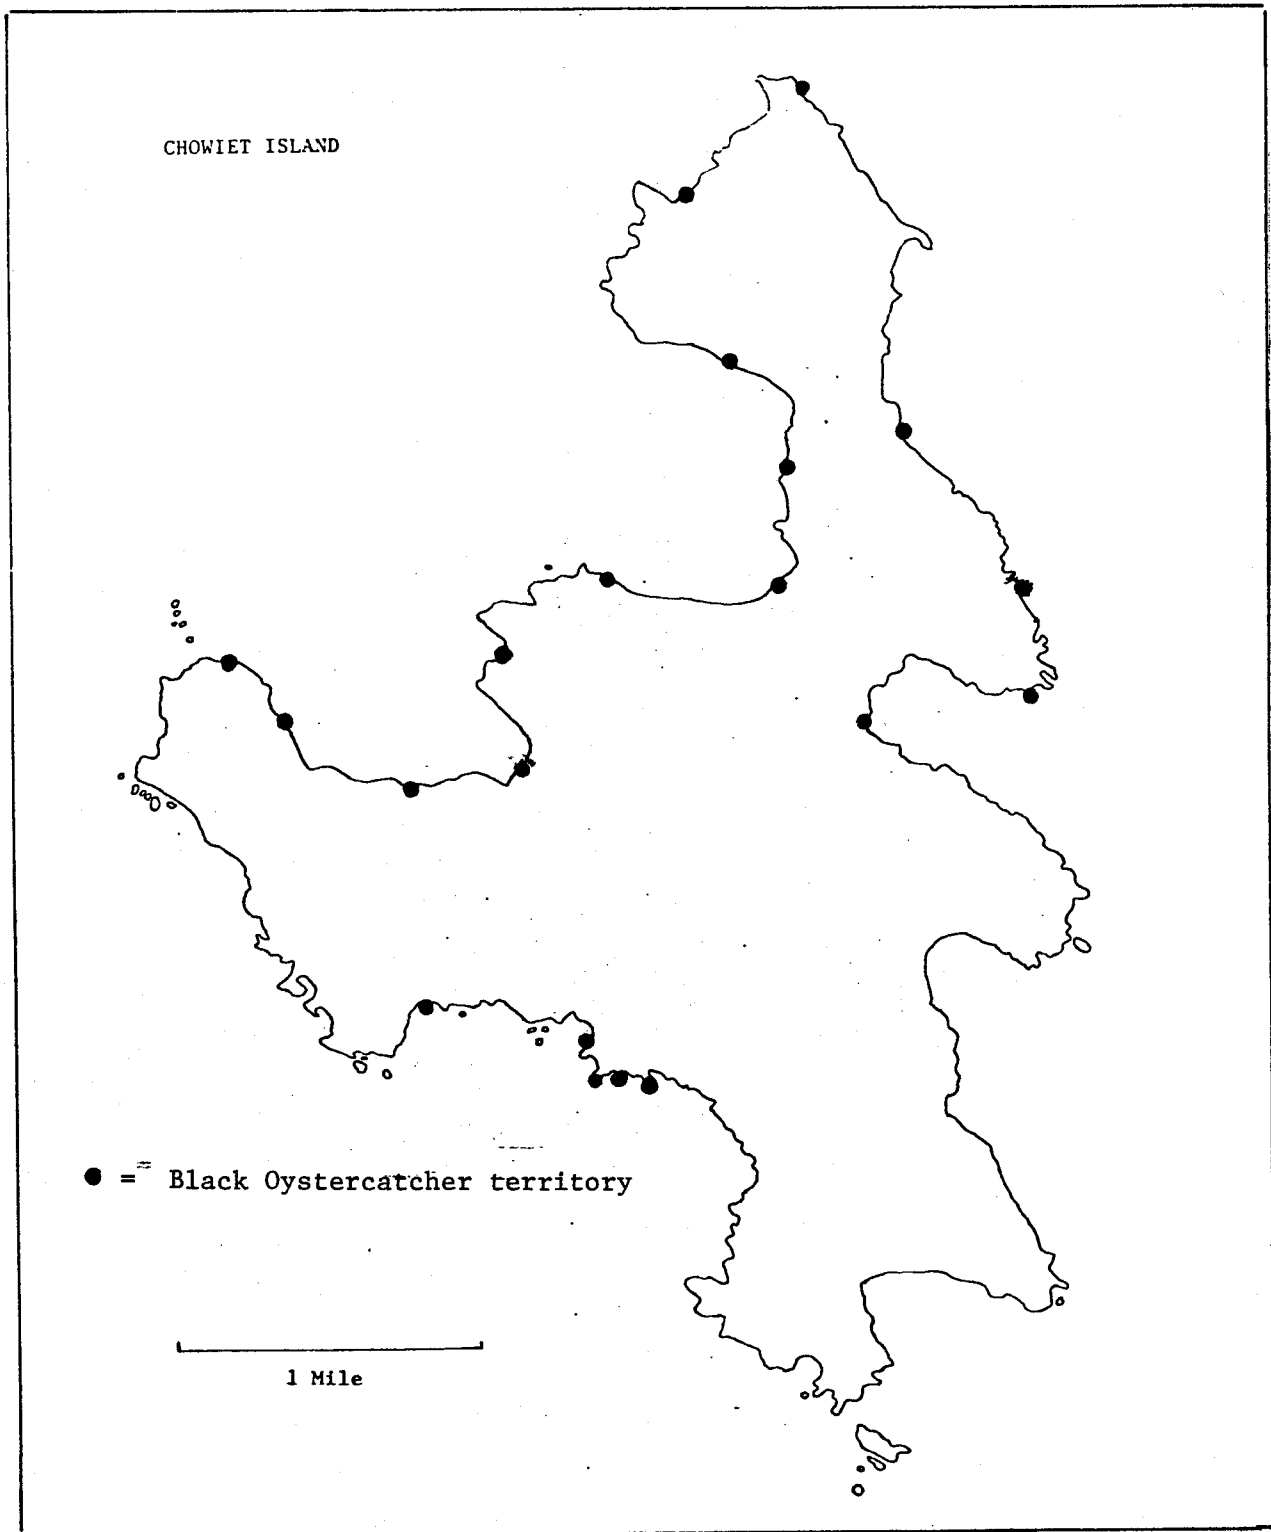 CHOWIET ISLAND
● = Black Oystercatcher territory
1 Mile